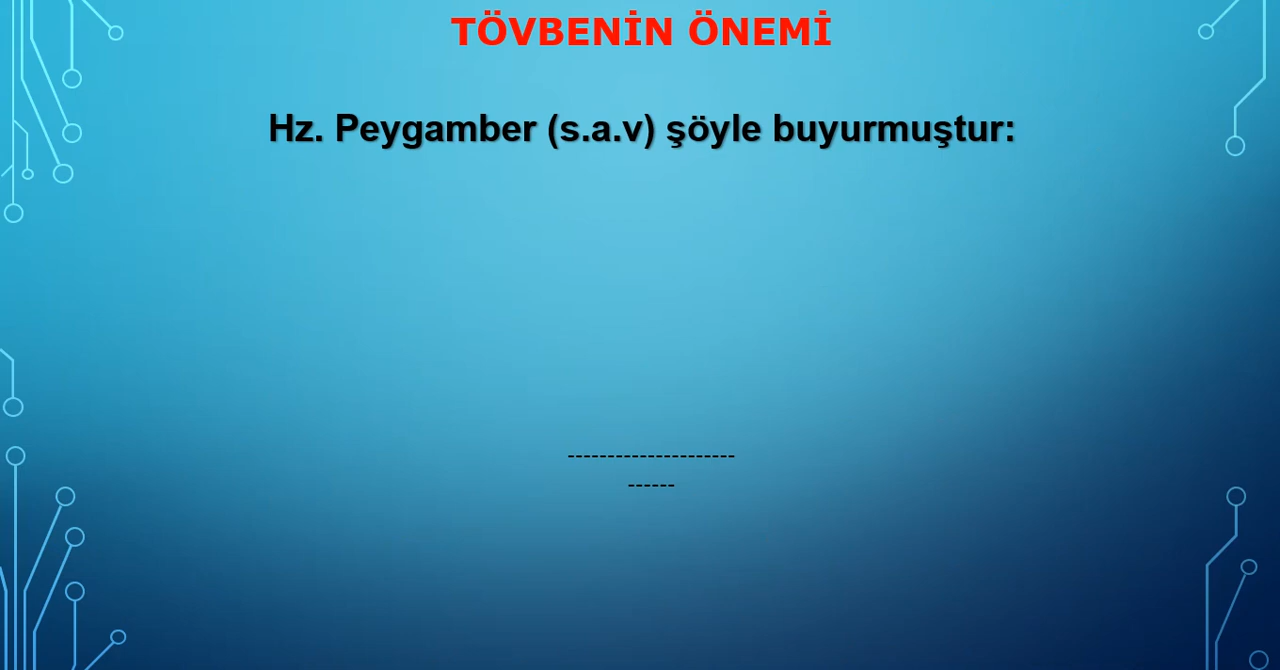 TÖVBENİN ÖNEMİ
Hz. Peygamber (s.a.v) şöyle buyurmuştur:
---------------------
------